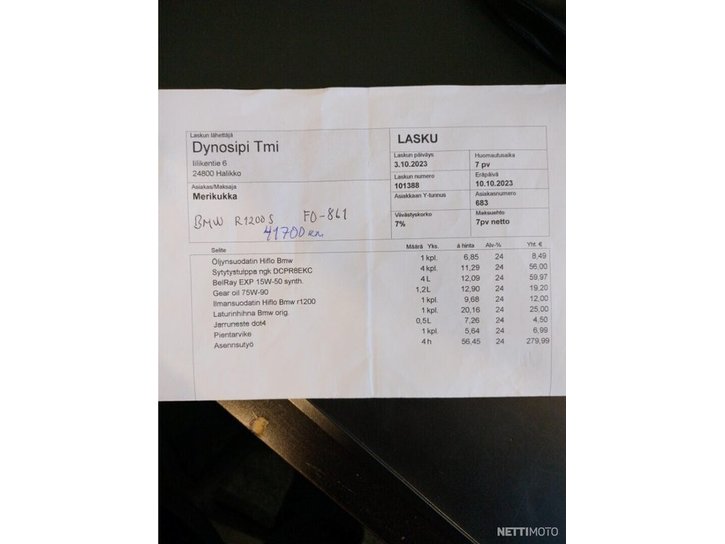 Laskun lähettäjä
Dynosipi Tmi
Iilikentie 6
24800 Halikko
Asiakas/Maksaja
Merikukka
BMW R1200S FO-861
41700 km
LASKU
Laskun päiväys Huomautusaika
3.10.2023 7 pv
Laskun numero Eräpäivä
101388 10.10.2023
Asiakkaan Y-tunnus Asiakasnumero
683
Viivästyskorko Maksuehto
7% 7pv netto
Selite Määrä Yks. á hinta Alv-% Yht. €
Öljynsuodatin Hiflo Bmw 1 kpl. 6,85 24 8,49
Sytytystulppa ngk DCPR8EKC 4 kpl. 11,29 24 56,00
BelRay EXP 15W-50 synth. 4 L 12,09 24 59,97
Gear oil 75W-90 1,2L 12,90 24 19,20
Ilmansuodatin Hiflo Bmw r1200 1 kpl. 9,68 24 12,00
Laturinhihna Bmw orig. 1 kpl. 20,16 24 25,00
Jarruneste dot4 0,5L 7,26 24 4,50
Pientarvike 1 kpl. 5,64 24 6,99
Asennsutyö 4 h 56,45 24 279,99
NETTIMOTO